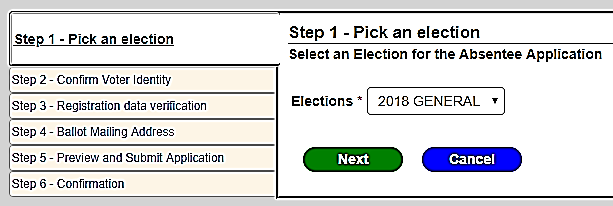 Step 1 - Pick an election
Step 2 - Confirm Voter Identity
Step 3 - Registration data verification
Step 4 - Ballot Mailing Address
Step 5 - Preview and Submit Application
Step 6 - Confirmation
Step 1 - Pick an election
Select an Election for the Absentee Application
Elections * 2018 GENERAL
Next Cancel